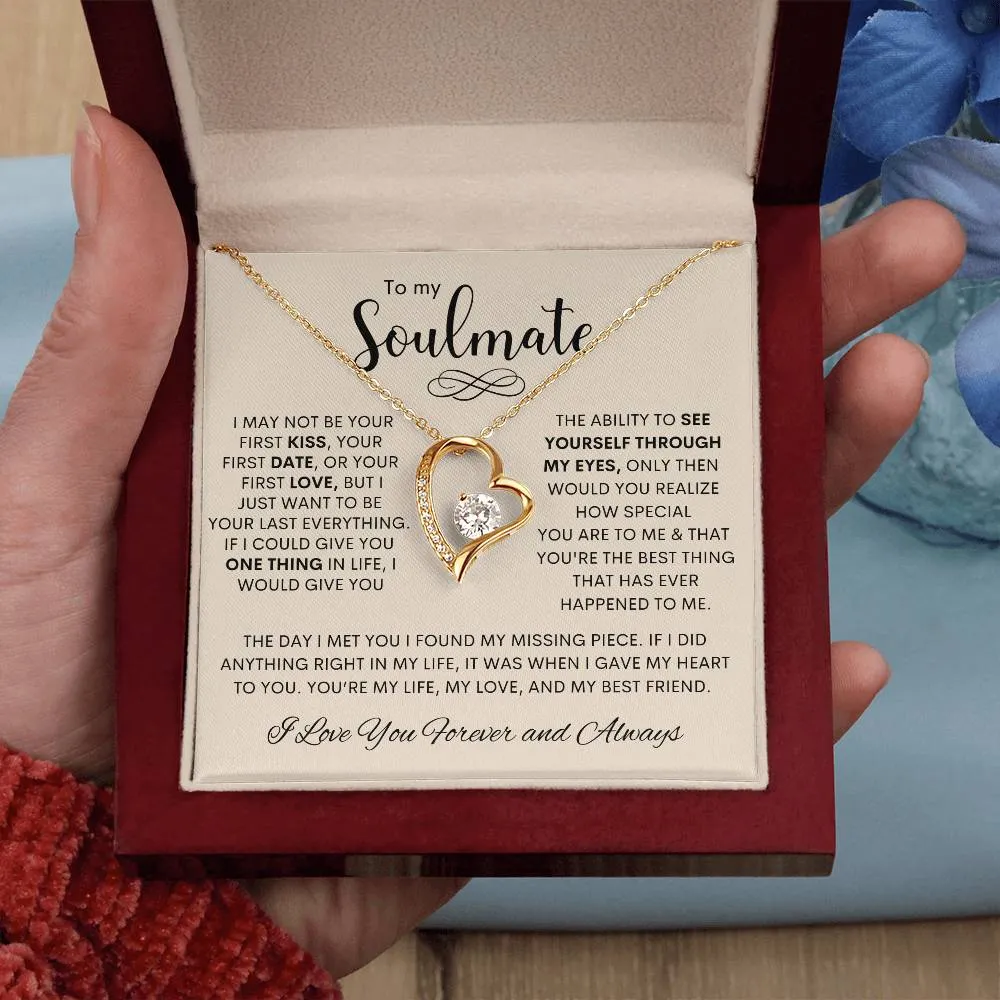 To my
Soulmate
I MAY NOT BE YOUR
FIRST KISS, YOUR
FIRST DATE, OR YOUR
FIRST LOVE, BUT I
JUST WANT TO BE
YOUR LAST EVERYTHING.
IF I COULD GIVE YOU
ONE THING IN LIFE, I
WOULD GIVE YOU
THE ABILITY TO SEE
YOURSELF THROUGH
MY EYES, ONLY THEN
WOULD YOU REALIZE
HOW SPECIAL
YOU ARE TO ME & THAT
YOU'RE THE BEST THING
THAT HAS EVER
HAPPENED TO ME.
THE DAY I MET YOU I FOUND MY MISSING PIECE. IF I DID
ANYTHING RIGHT IN MY LIFE, IT WAS WHEN I GAVE MY HEART
TO YOU. YOU’RE MY LIFE, MY LOVE, AND MY BEST FRIEND.
I Love You Forever and Always